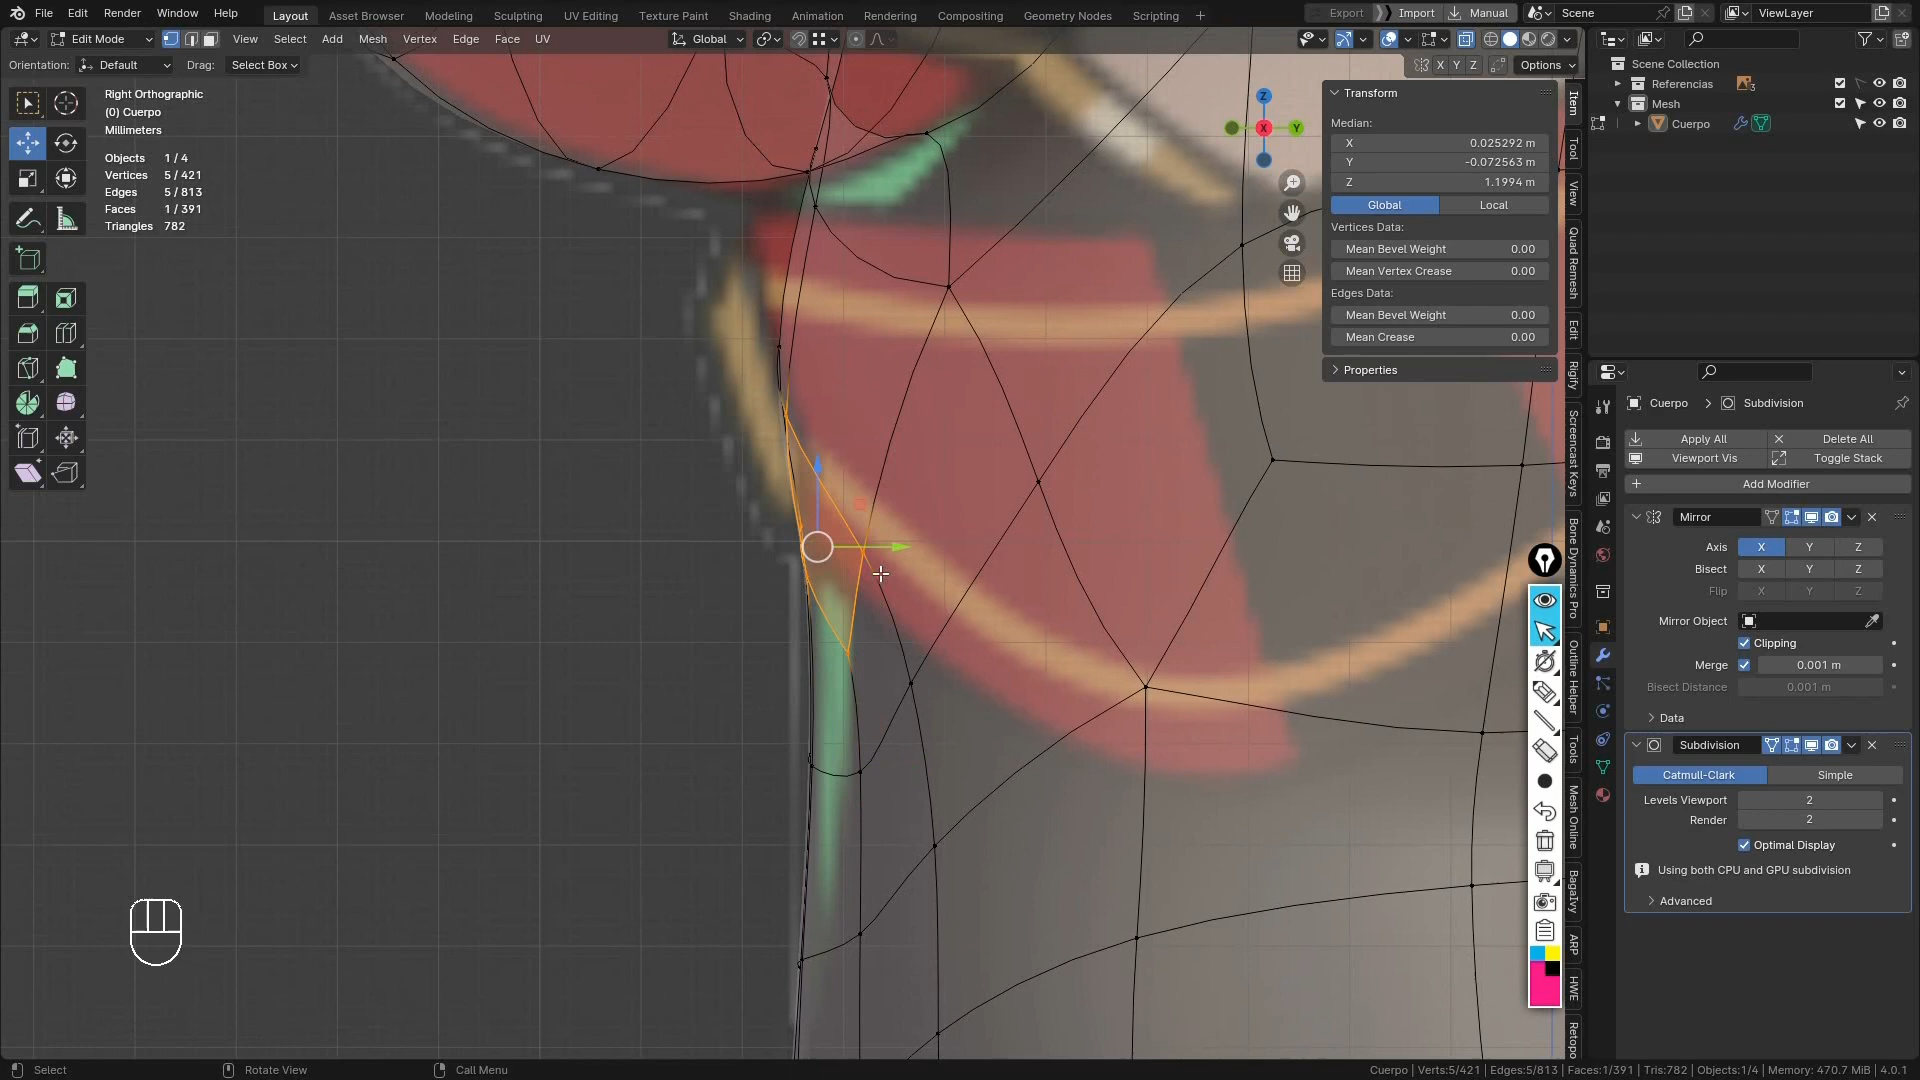 File Edit Render Window Help Layout Asset Browser Modeling Sculpting UV Editing Texture Paint Shading Animation Rendering Compositing Geometry Nodes Scripting + Export Import Manual Scene ViewLayer
Edit Mode View Select Add Mesh Vertex Edge Face UV Global
Orientation: Default Drag: Select Box X Y Z Options
Right Orthographic
(0) Cuerpo
Millimeters
Objects 1 / 4
Vertices 5 / 421
Edges 5 / 813
Faces 1 / 391
Triangles 782
Z
X
Y
Transform
Median:
X 0.025292 m
Y -0.072563 m
Z 1.1994 m
Global Local
Vertices Data:
Mean Bevel Weight 0.00
Mean Vertex Crease 0.00
Edges Data:
Mean Bevel Weight 0.00
Mean Crease 0.00
Properties
Item
Tool
View
Quad Remesh
Edit
Rigify
Screencast Keys
Bone Dynamics Pro
Outline Helper
Tools
Mesh Online
BagaIvy
ARP
HWE
Retopo
Scene Collection
Referencias 3
Mesh
Cuerpo
Cuerpo > Subdivision
Apply All Delete All
Viewport Vis Toggle Stack
Add Modifier
Mirror
Axis X Y Z
Bisect X Y Z
Flip X Y Z
Mirror Object
Clipping
Merge 0.001 m
Bisect Distance 0.001 m
Data
Subdivision
Catmull-Clark Simple
Levels Viewport 2
Render 2
Optimal Display
Using both CPU and GPU subdivision
Advanced
Select Rotate View Call Menu Cuerpo | Verts:5/421 | Edges:5/813 | Faces:1/391 | Tris:782 | Objects:1/4 | Memory: 470.7 MiB | 4.0.1